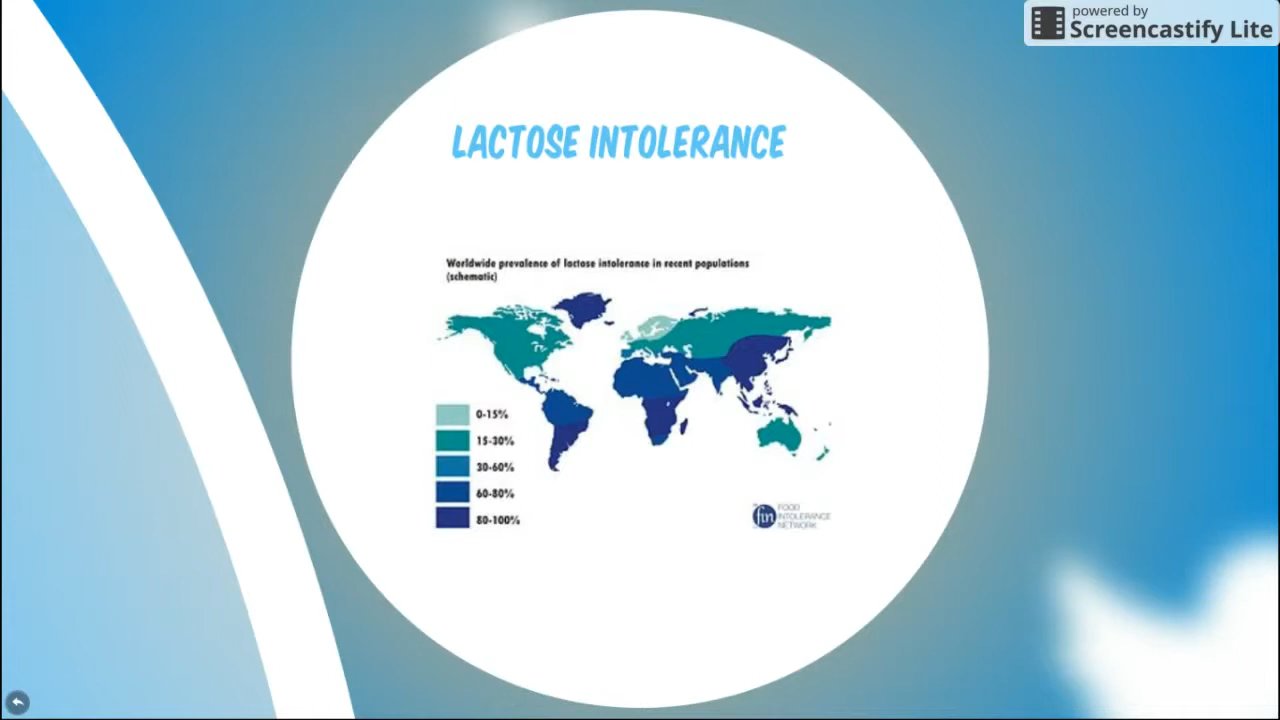 powered by
Screencastify Lite
LACTOSE INTOLERANCE
Worldwide prevalence of lactose intolerance in recent populations
(schematic)
0-15%
15-30%
30-60%
60-80%
80-100%
fin
FOOD
INTOLERANCE
NETWORK